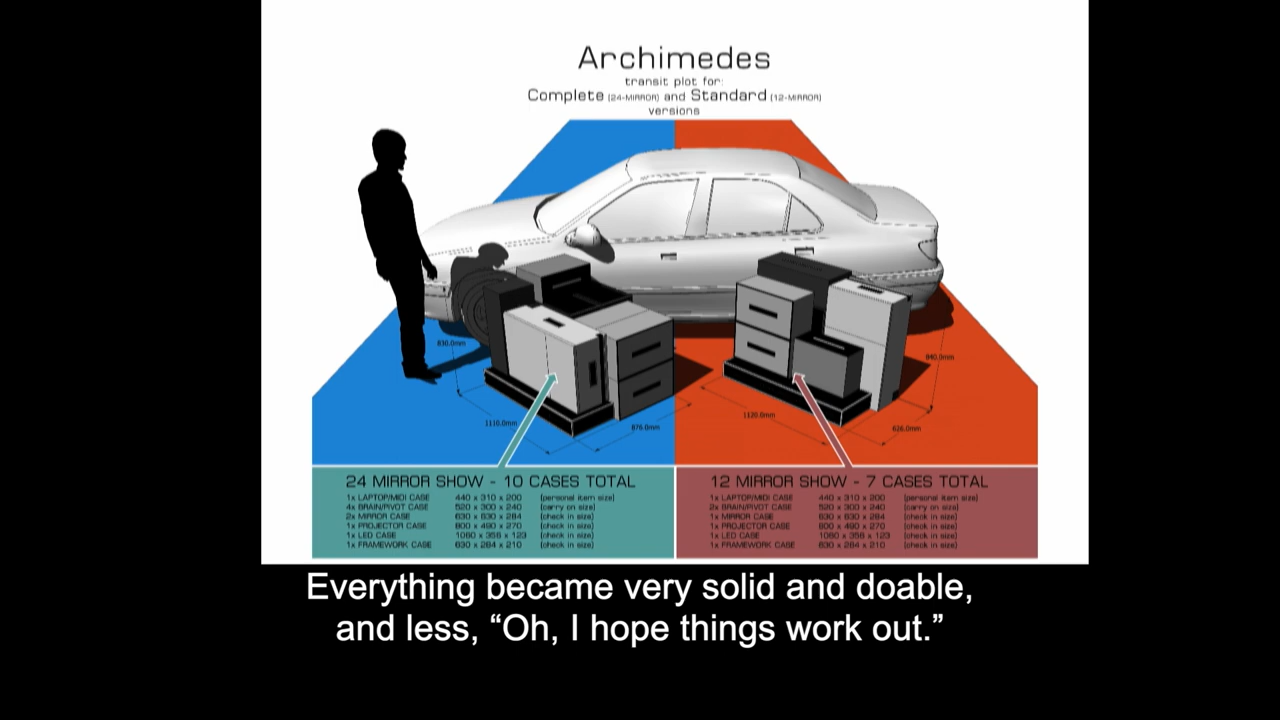 Archimedes
transit plot for:
Complete (24-MIRROR) and Standard (12-MIRROR)
versions
830.0mm
1110.0mm
876.0mm
1120.0mm
626.0mm
840.0mm
24 MIRROR SHOW - 10 CASES TOTAL
1x LAPTOP/MIDI CASE 440 x 310 x 200 (personal item size)
4x BRAIN/PIVOT CASE 520 x 300 x 240 (carry on size)
2x MIRROR CASE 630 x 630 x 284 (check in size)
1x PROJECTOR CASE 800 x 490 x 270 (check in size)
1x LED CASE 1060 x 356 x 123 (check in size)
1x FRAMEWORK CASE 630 x 284 x 210 (check in size)
12 MIRROR SHOW - 7 CASES TOTAL
1x LAPTOP/MIDI CASE 440 x 310 x 200 (personal item size)
2x BRAIN/PIVOT CASE 520 x 300 x 240 (carry on size)
1x MIRROR CASE 630 x 630 x 284 (check in size)
1x PROJECTOR CASE 800 x 490 x 270 (check in size)
1x LED CASE 1060 x 356 x 123 (check in size)
1x FRAMEWORK CASE 630 x 284 x 210 (check in size)
Everything became very solid and doable,
and less, “Oh, I hope things work out.”